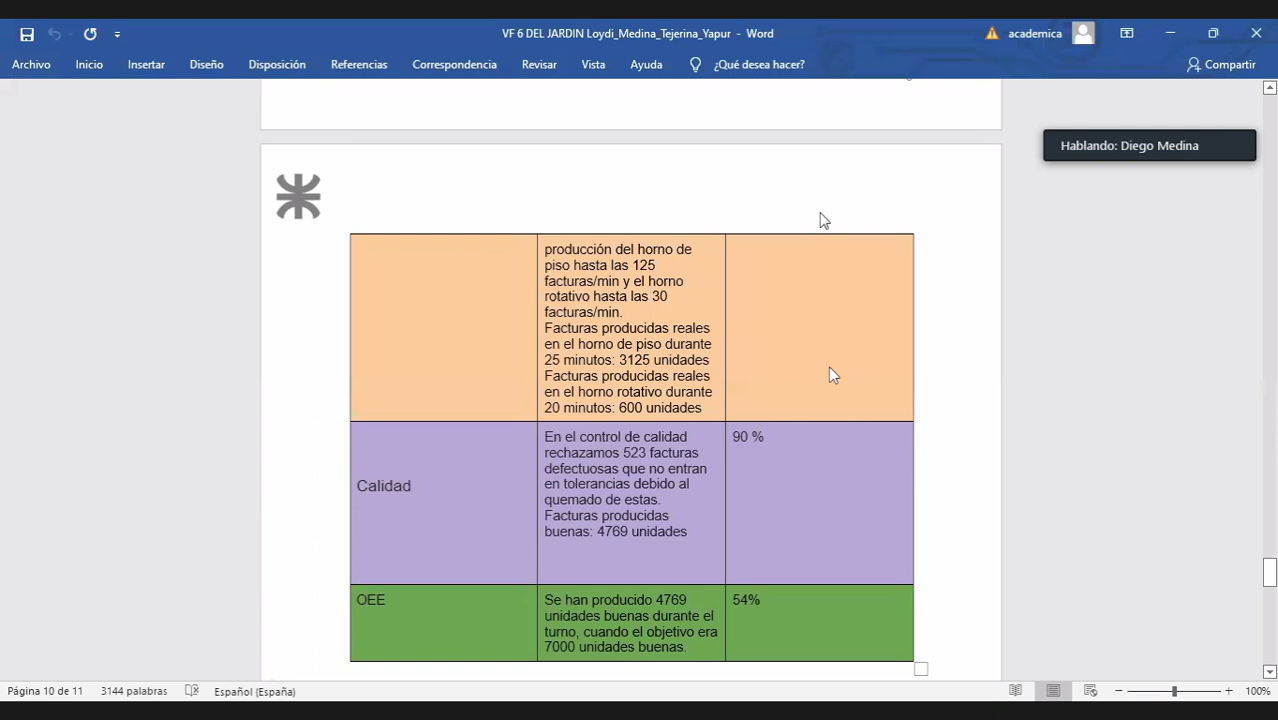 VF 6 DEL JARDIN Loydi_Medina_Tejerina_Yapur - Word
academica
Archivo Inicio Insertar Diseño Disposición Referencias Correspondencia Revisar Vista Ayuda ¿Qué desea hacer? Compartir
Hablando: Diego Medina
producción del horno de
piso hasta las 125
facturas/min y el horno
rotativo hasta las 30
facturas/min.
Facturas producidas reales
en el horno de piso durante
25 minutos: 3125 unidades
Facturas producidas reales
en el horno rotativo durante
20 minutos: 600 unidades
Calidad
En el control de calidad
rechazamos 523 facturas
defectuosas que no entran
en tolerancias debido al
quemado de estas.
Facturas producidas
buenas: 4769 unidades
90 %
OEE
Se han producido 4769
unidades buenas durante el
turno, cuando el objetivo era
7000 unidades buenas.
54%
Página 10 de 11 3144 palabras Español (España) 100%